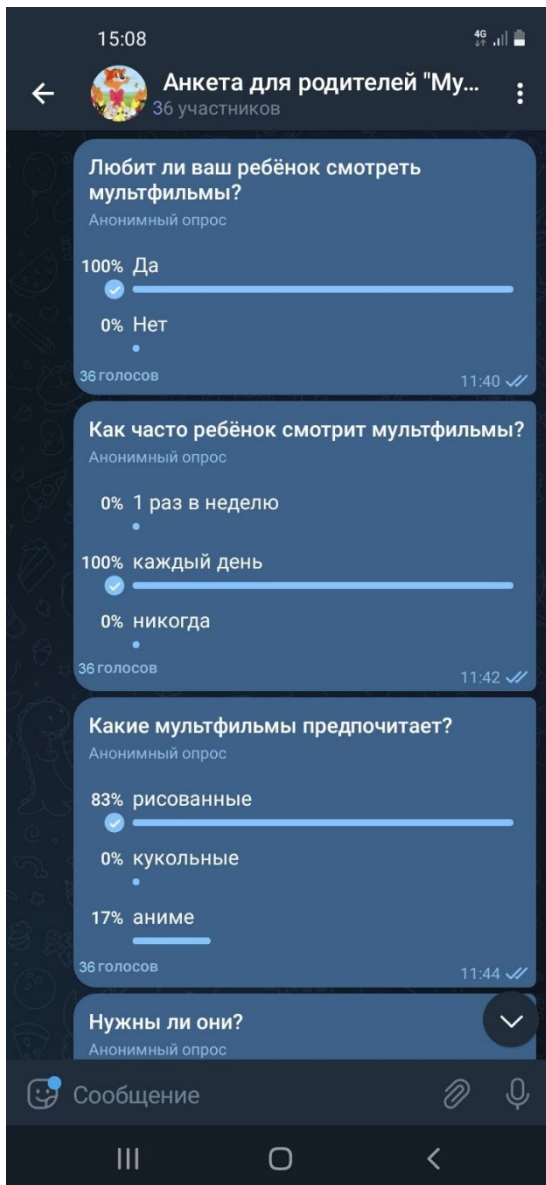 15:08
4G
Анкета для родителей "Му...
36 участников
Любит ли ваш ребёнок смотреть
мультфильмы?
Анонимный опрос
100% Да
0% Нет
36 голосов
11:40
Как часто ребёнок смотрит мультфильмы?
Анонимный опрос
0% 1 раз в неделю
100% каждый день
0% никогда
36 голосов
11:42
Какие мультфильмы предпочитает?
Анонимный опрос
83% рисованные
0% кукольные
17% аниме
36 голосов
11:44
Нужны ли они?
Анонимный опрос
Сообщение